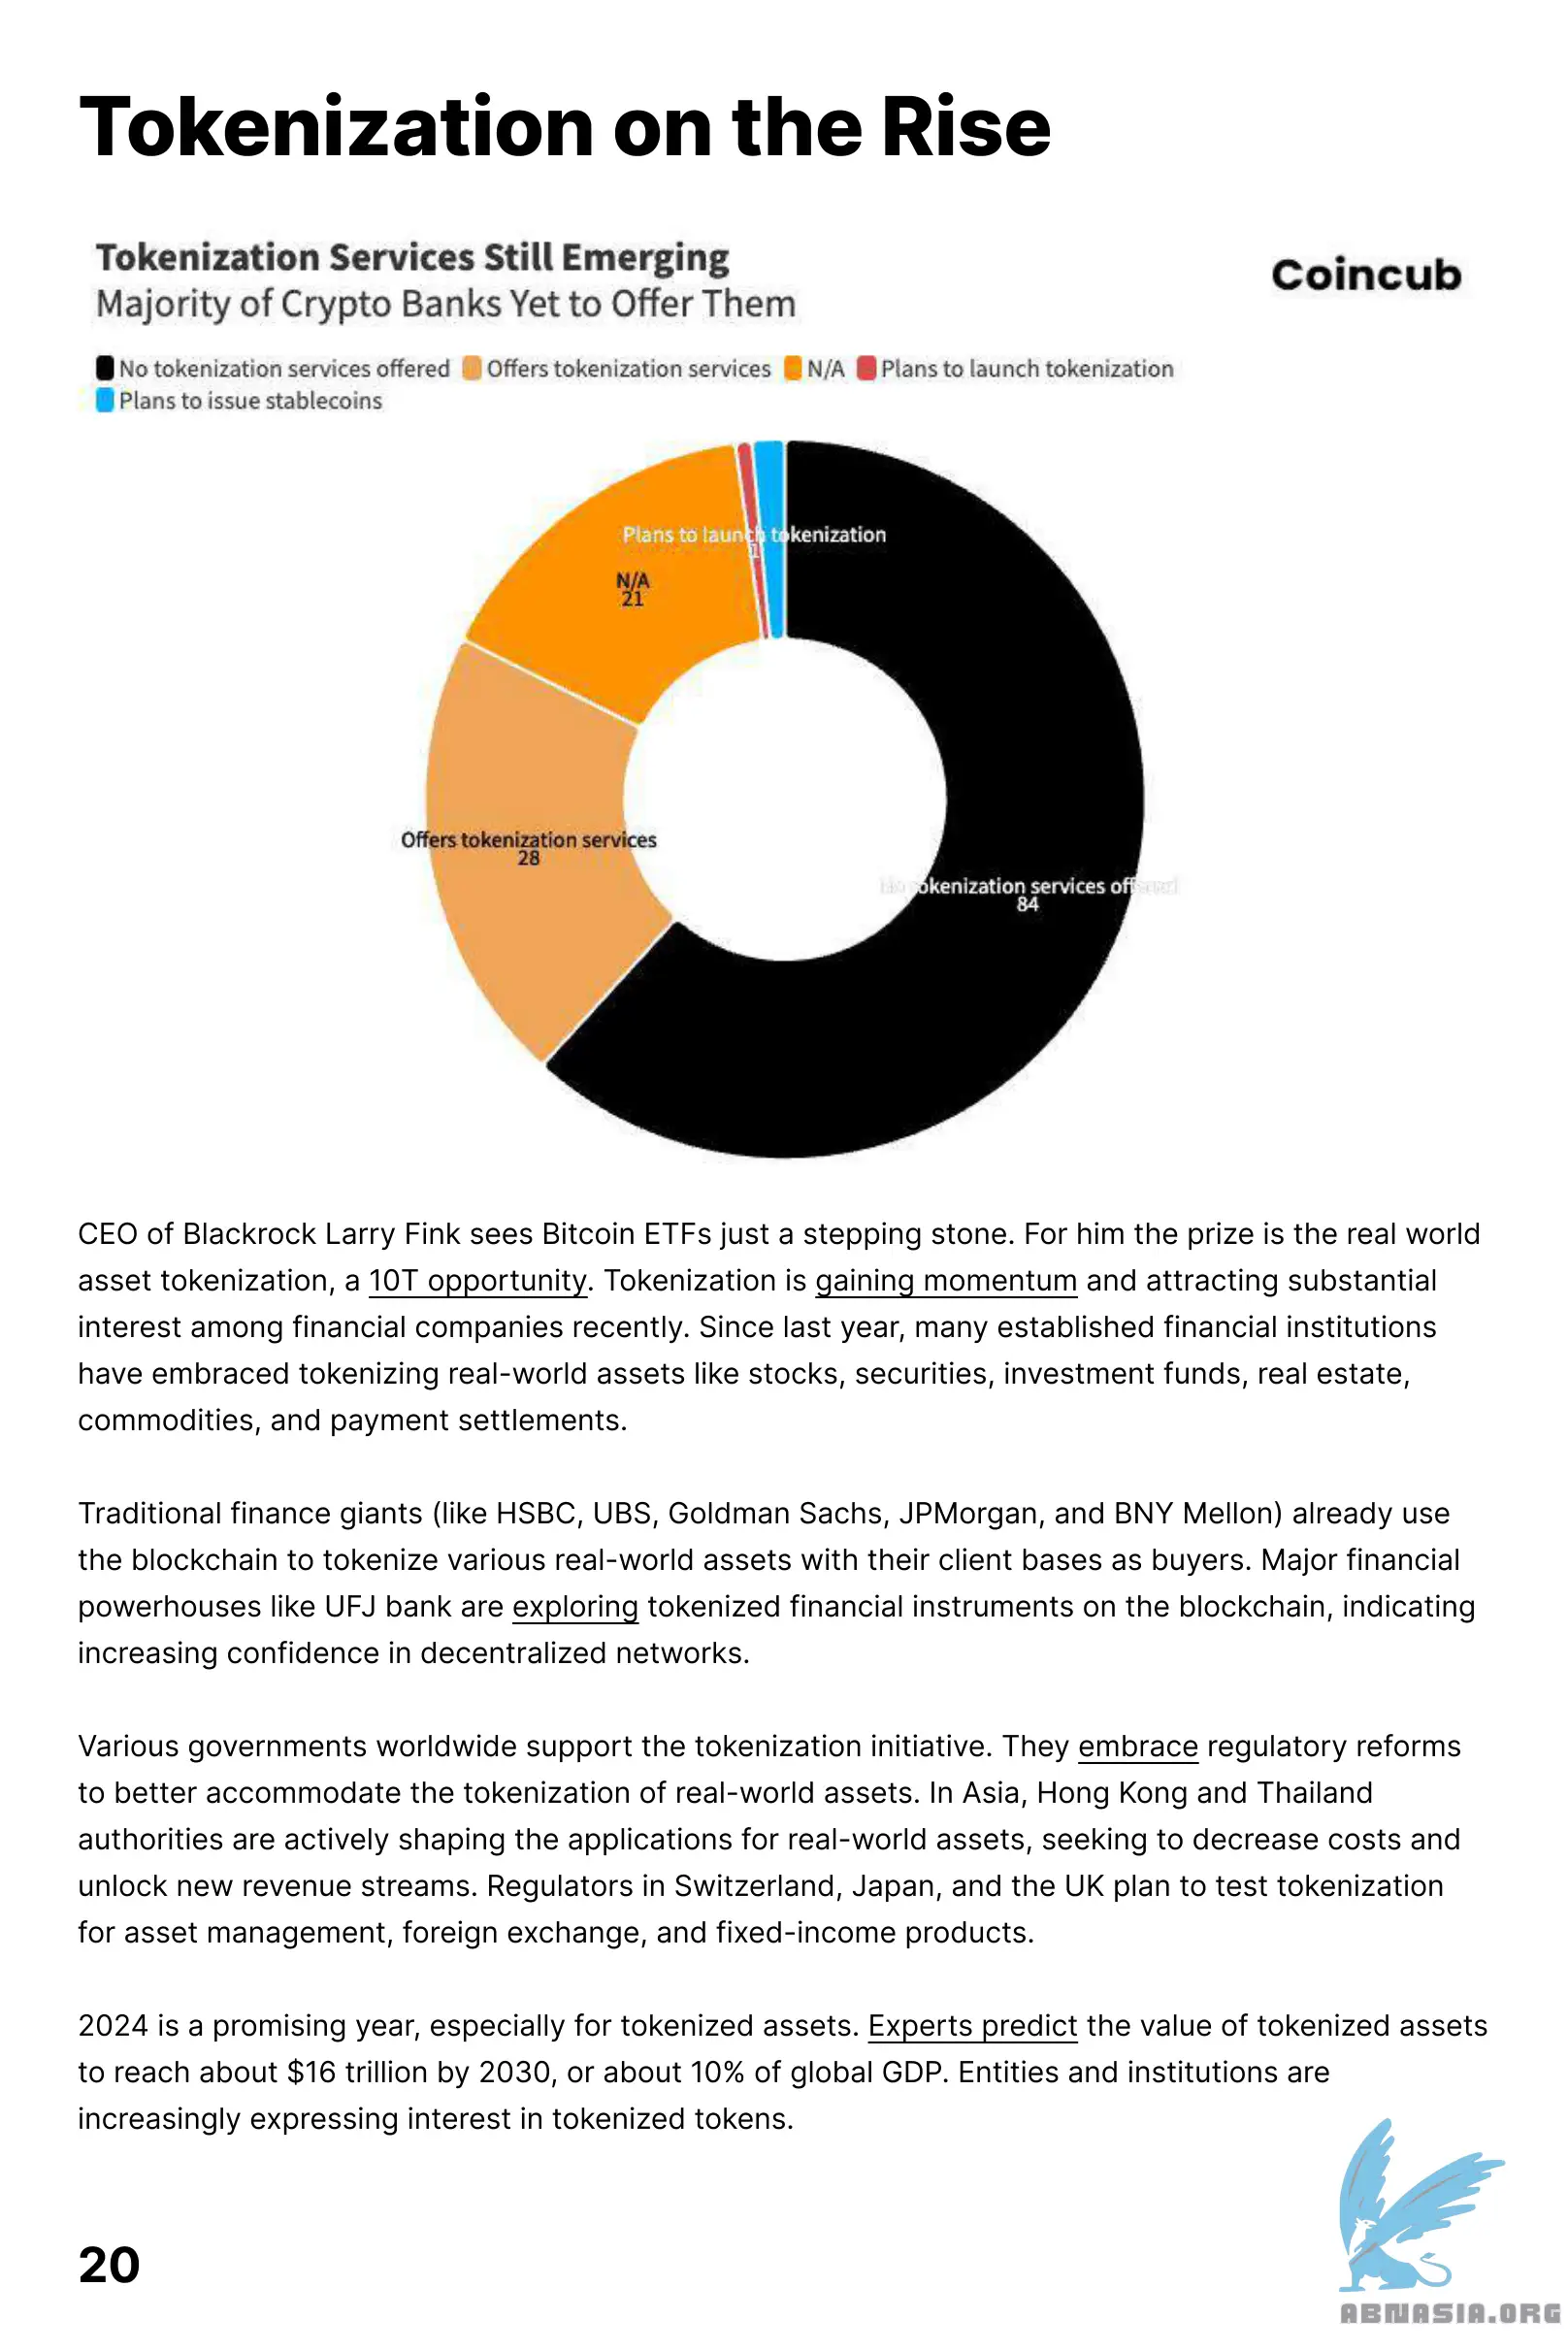 Tokenization on the Rise
Tokenization Services Still Emerging
Majority of Crypto Banks Yet to Offer Them
Coincub
No tokenization services offered Offers tokenization services N/A Plans to launch tokenization
Plans to issue stablecoins
Plans to launch tokenization
1
N/A
21
Offers tokenization services
28
No tokenization services offered
84
CEO of Blackrock Larry Fink sees Bitcoin ETFs just a stepping stone. For him the prize is the real world
asset tokenization, a 10T opportunity. Tokenization is gaining momentum and attracting substantial
interest among financial companies recently. Since last year, many established financial institutions
have embraced tokenizing real-world assets like stocks, securities, investment funds, real estate,
commodities, and payment settlements.
Traditional finance giants (like HSBC, UBS, Goldman Sachs, JPMorgan, and BNY Mellon) already use
the blockchain to tokenize various real-world assets with their client bases as buyers. Major financial
powerhouses like UFJ bank are exploring tokenized financial instruments on the blockchain, indicating
increasing confidence in decentralized networks.
Various governments worldwide support the tokenization initiative. They embrace regulatory reforms
to better accommodate the tokenization of real-world assets. In Asia, Hong Kong and Thailand
authorities are actively shaping the applications for real-world assets, seeking to decrease costs and
unlock new revenue streams. Regulators in Switzerland, Japan, and the UK plan to test tokenization
for asset management, foreign exchange, and fixed-income products.
2024 is a promising year, especially for tokenized assets. Experts predict the value of tokenized assets
to reach about $16 trillion by 2030, or about 10% of global GDP. Entities and institutions are
increasingly expressing interest in tokenized tokens.
20
ABNASIA.ORG